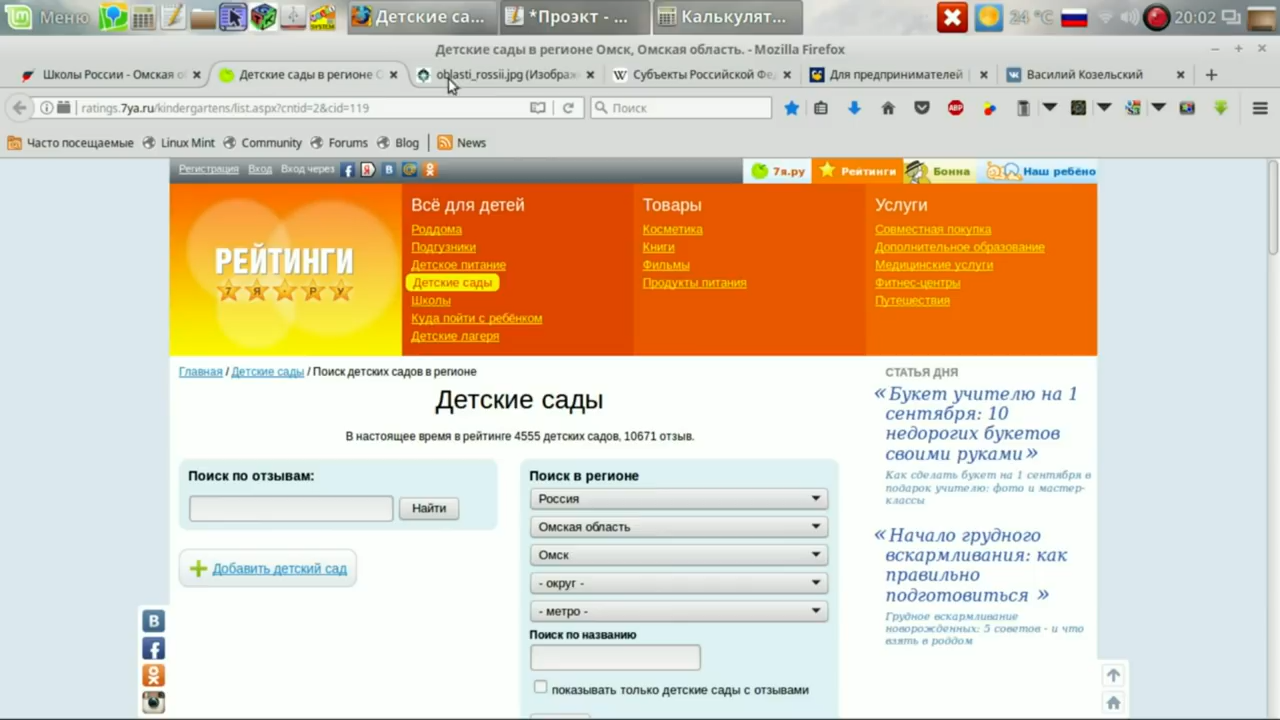 Меню
SYSTEM
Детские са...
*Проэкт - ...
Калькулят...
24 °C
20:02
Детские сады в регионе Омск, Омская область. - Mozilla Firefox
Школы России - Омская о
Детские сады в регионе О
oblasti_rossii.jpg (Изображ
Субъекты Российской Фе
Для предпринимателей
Василий Козельский
ratings.7ya.ru/kindergartens/list.aspx?cntid=2&cid=119
Поиск
ABP
Часто посещаемые
Linux Mint
Community
Forums
Blog
News
Регистрация Вход Вход через
7я.ру
Рейтинги
Бонна
Наш ребёно
РЕЙТИНГИ
7 Я . Р У
Всё для детей
Роддома
Подгузники
Детское питание
Детские сады
Школы
Куда пойти с ребёнком
Детские лагеря
Товары
Косметика
Книги
Фильмы
Продукты питания
Услуги
Совместная покупка
Дополнительное образование
Медицинские услуги
Фитнес-центры
Путешествия
Главная / Детские сады / Поиск детских садов в регионе
Детские сады
В настоящее время в рейтинге 4555 детских садов, 10671 отзыв.
Поиск по отзывам:
Найти
Добавить детский сад
Поиск в регионе
Россия
Омская область
Омск
- округ -
- метро -
Поиск по названию
показывать только детские сады с отзывами
СТАТЬЯ ДНЯ
«Букет учителю на 1
сентября: 10
недорогих букетов
своими руками»
Как сделать букет на 1 сентября в
подарок учителю: фото и мастер-
классы
«Начало грудного
вскармливания: как
правильно
подготовиться »
Грудное вскармливание
новорожденных: 5 советов - и что
взять в роддом